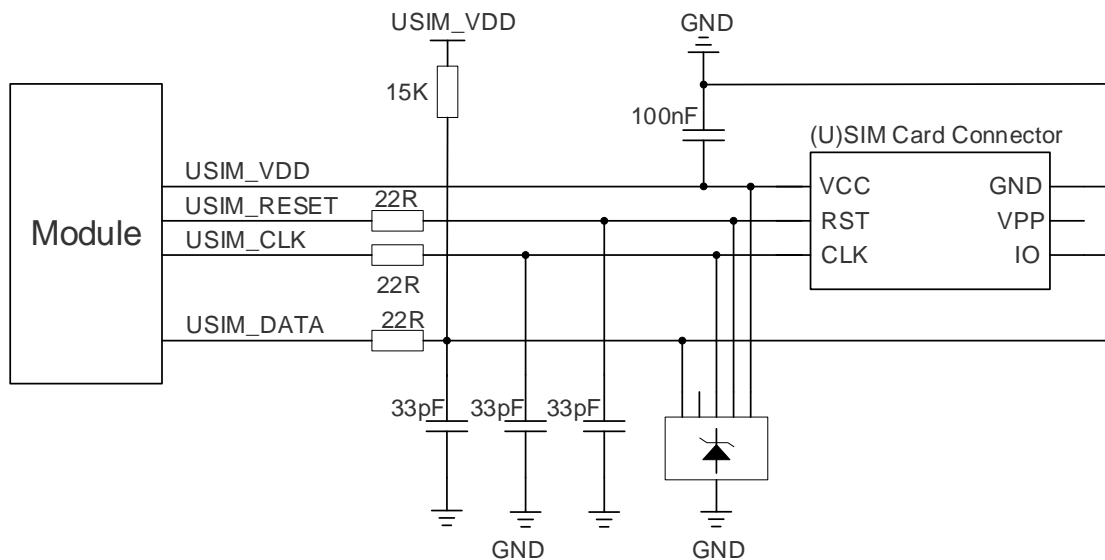 USIM_VDD
GND
15K
100nF
(U)SIM Card Connector
Module
USIM_VDD
USIM_RESET
22R
USIM_CLK
22R
USIM_DATA
22R
VCC
GND
RST
VPP
CLK
IO
33pF
33pF
33pF
GND
GND